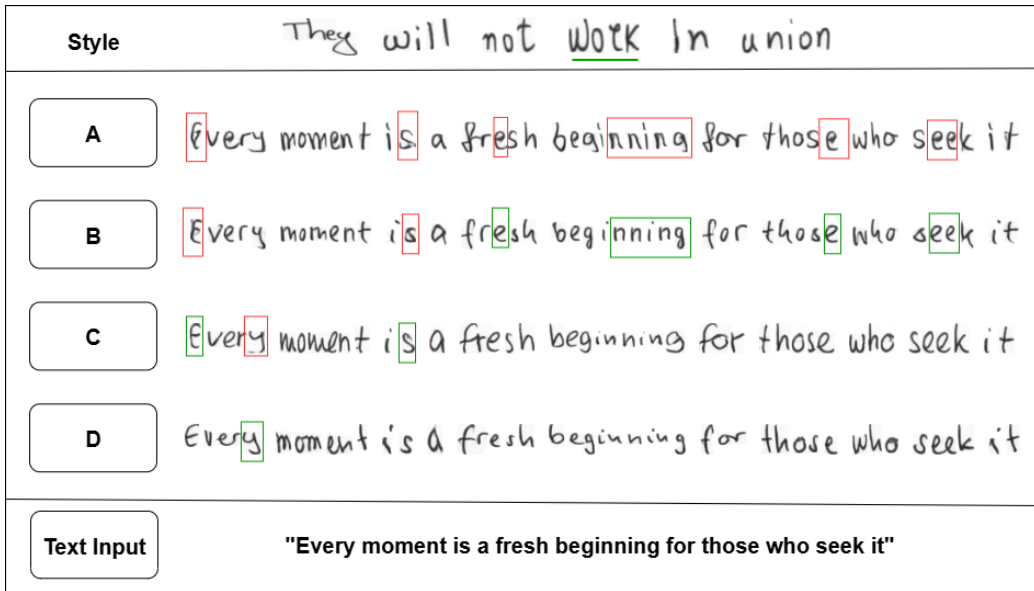 Style They will not work In union
A Every moment is a fresh beginning for those who seek it
B Every moment is a fresh beginning for those who seek it
C Every moment is a fresh beginning for those who seek it
D Every moment is a fresh beginning for those who seek it
Text Input "Every moment is a fresh beginning for those who seek it"